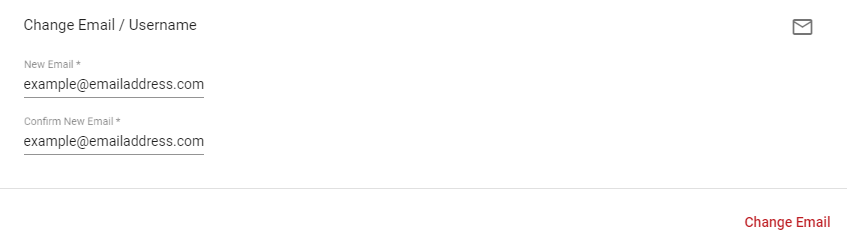 Change Email / Username
New Email *
example@emailaddress.com
Confirm New Email *
example@emailaddress.com
Change Email